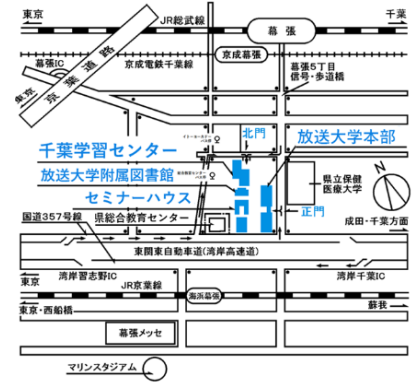 東京
JR総武線
千葉
幕張
京成幕張
幕張IC
京成電鉄千葉線
幕張5丁目
信号・歩道橋
東京
京葉道路
北門
放送大学本部
千葉学習センター
放送大学附属図書館
セミナーハウス
県立保健
医療大学
国道357号線
県総合教育センター
正門
成田・千葉方面
東関東自動車道(湾岸高速道)
湾岸習志野IC
湾岸千葉IC
東京
JR京葉線
海浜幕張
蘇我
東京・西船橋
幕張メッセ
マリンスタジアム